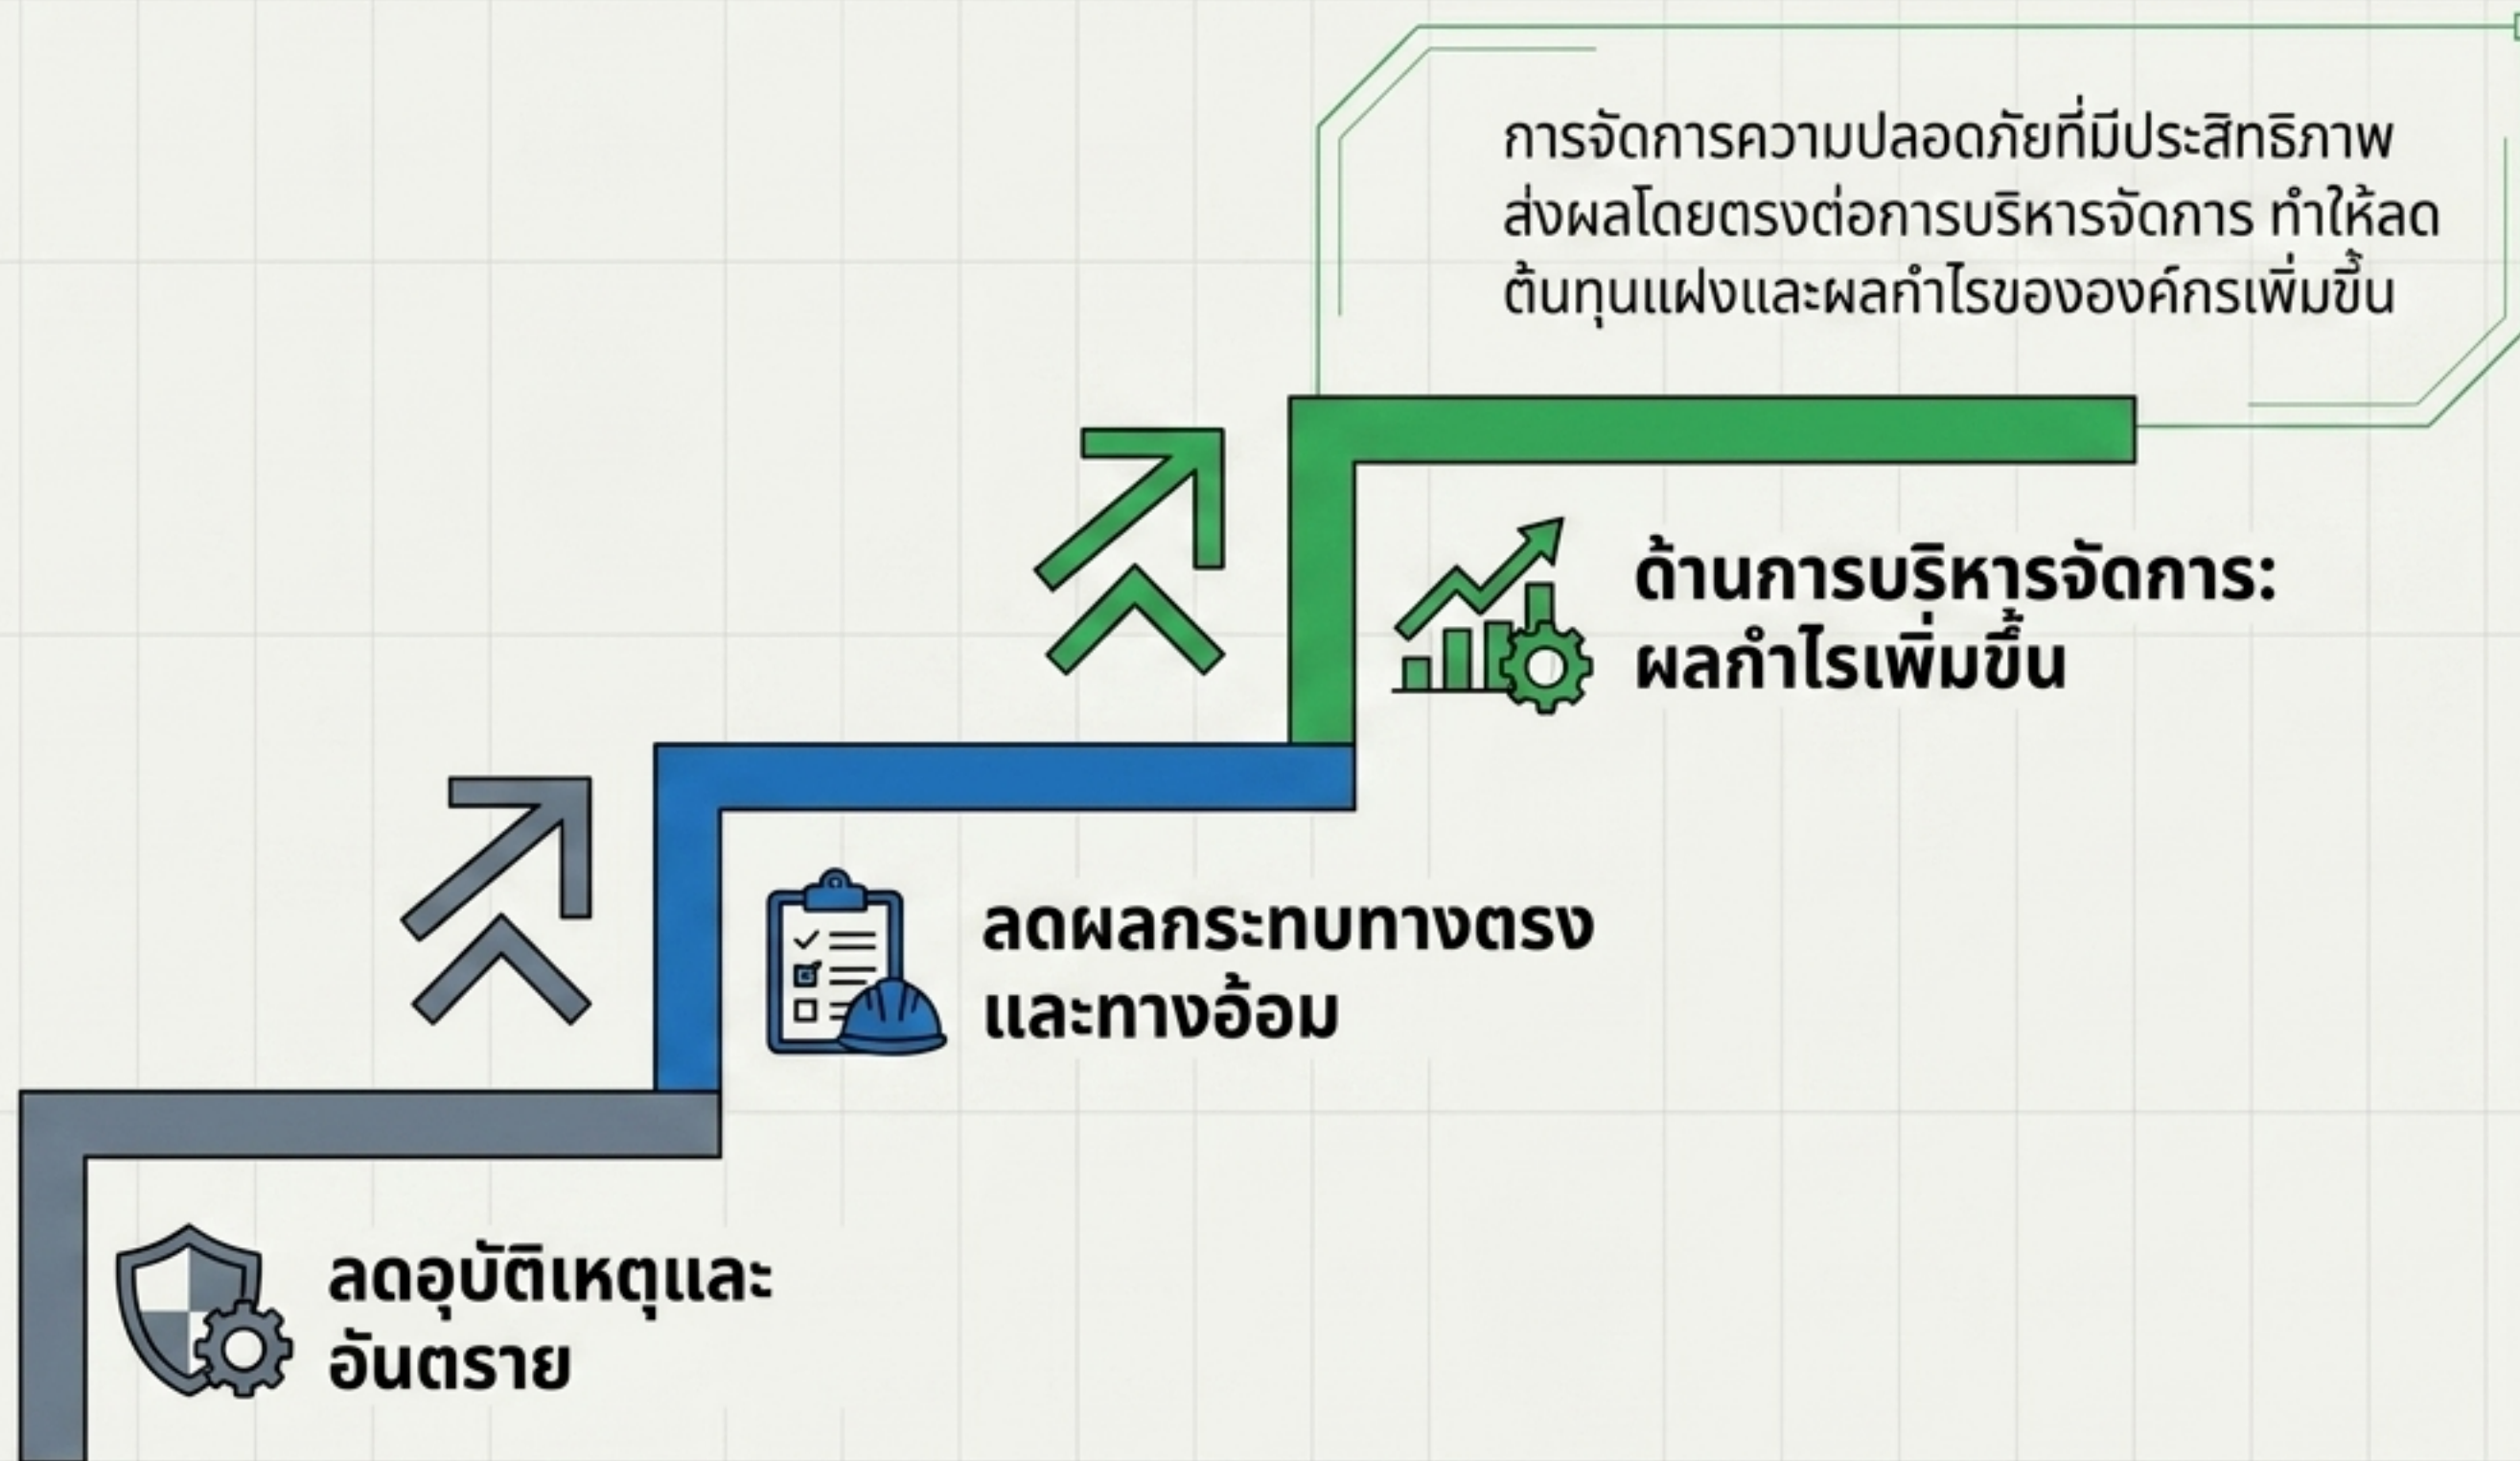 การจัดการความปลอดภัยที่มีประสิทธิภาพ
ส่งผลโดยตรงต่อการบริหารจัดการ ทำให้ลด
ต้นทุนแฝงและผลกำไรขององค์กรเพิ่มขึ้น
ด้านการบริหารจัดการ:
ผลกำไรเพิ่มขึ้น
ลดผลกระทบทางตรง
และทางอ้อม
ลดอุบัติเหตุและ
อันตราย